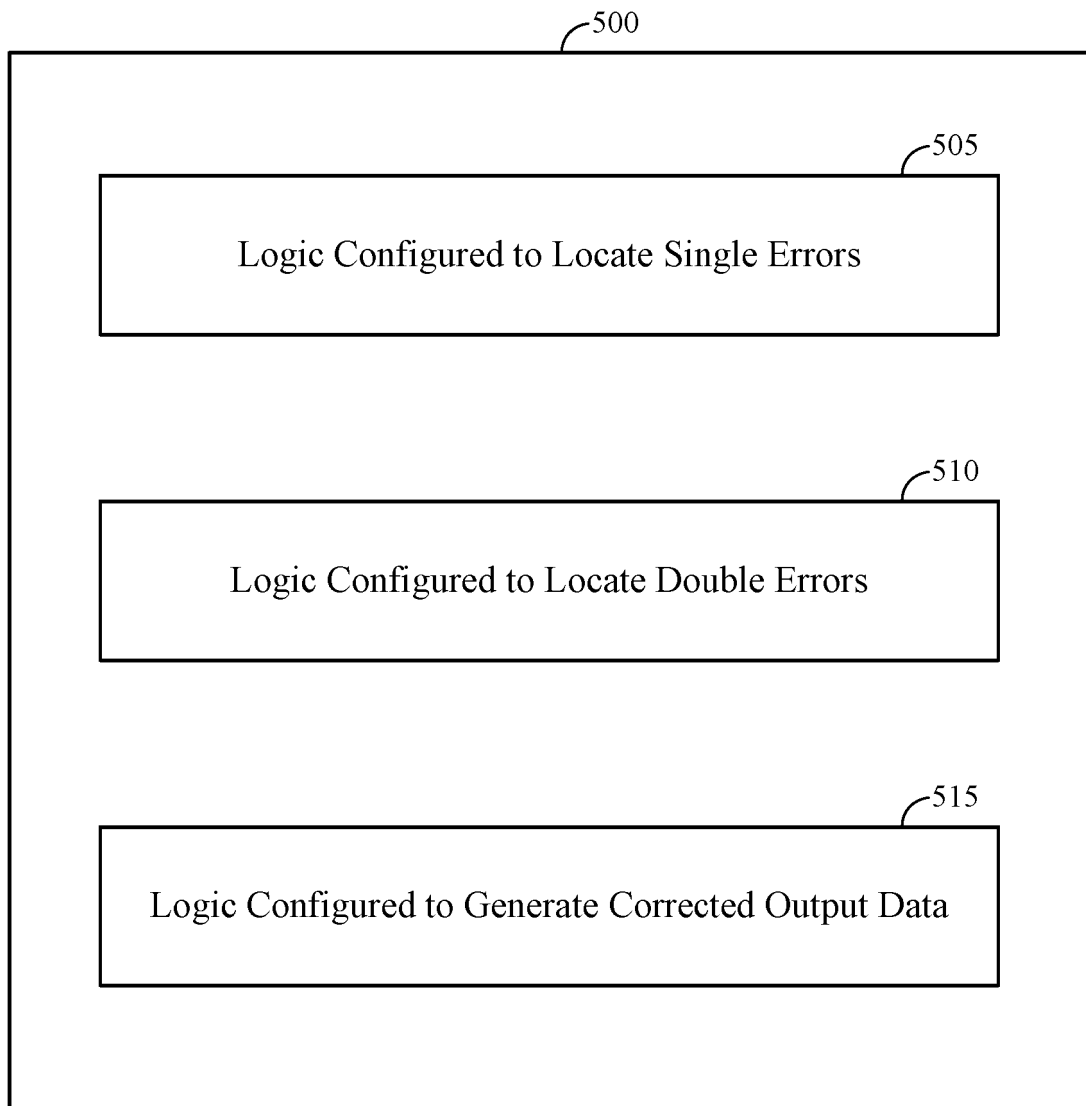 500
505
Logic Configured to Locate Single Errors
510
Logic Configured to Locate Double Errors
515
Logic Configured to Generate Corrected Output Data